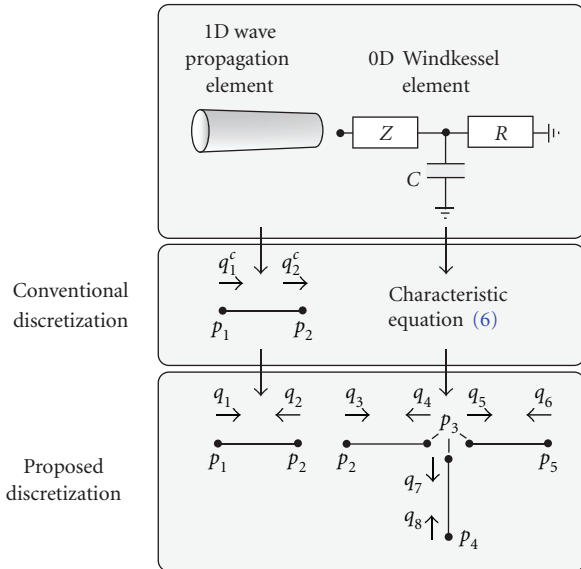 1D wave
propagation
element
0D Windkessel
element
Z
R
C
Conventional
discretization
q₁ᶜ q₂ᶜ
p₁ p₂
Characteristic
equation (6)
Proposed
discretization
q₁ q₂ q₃ q₄ q₅ q₆
p₃
p₁ p₂ p₂ p₅
q₇
q₈
p₄